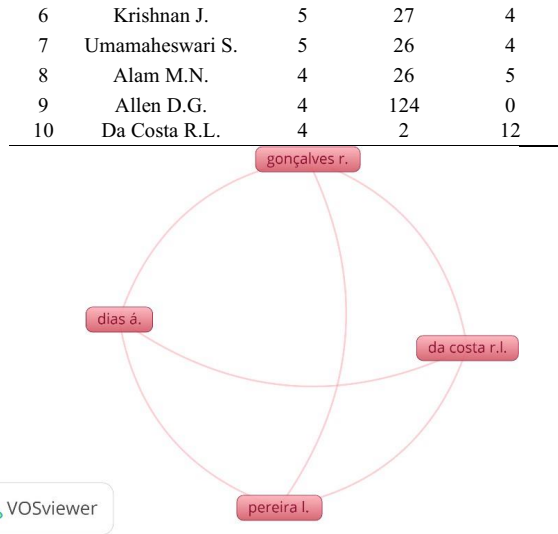 6 Krishnan J. 5 27 4
7 Umamaheswari S. 5 26 4
8 Alam M.N. 4 26 5
9 Allen D.G. 4 124 0
10 Da Costa R.L. 4 2 12
gonçalves r.
dias á.
da costa r.l.
pereira l.
VOSviewer